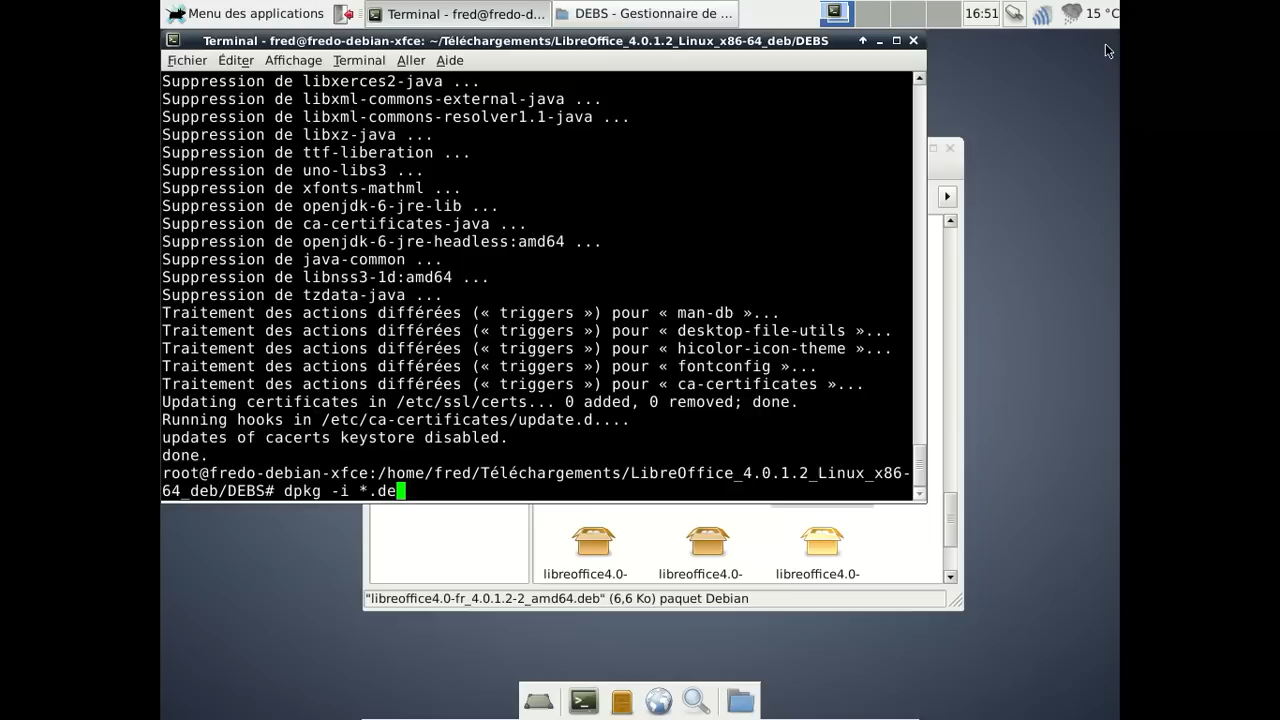 Menu des applications
Terminal - fred@fredo-d...
DEBS - Gestionnaire de ...
16:51
15 °C
Terminal - fred@fredo-debian-xfce: ~/Téléchargements/LibreOffice_4.0.1.2_Linux_x86-64_deb/DEBS
Fichier Éditer Affichage Terminal Aller Aide
Suppression de libxerces2-java ...
Suppression de libxml-commons-external-java ...
Suppression de libxml-commons-resolver1.1-java ...
Suppression de libxz-java ...
Suppression de ttf-liberation ...
Suppression de uno-libs3 ...
Suppression de xfonts-mathml ...
Suppression de openjdk-6-jre-lib ...
Suppression de ca-certificates-java ...
Suppression de openjdk-6-jre-headless:amd64 ...
Suppression de java-common ...
Suppression de libnss3-1d:amd64 ...
Suppression de tzdata-java ...
Traitement des actions différées (« triggers ») pour « man-db »...
Traitement des actions différées (« triggers ») pour « desktop-file-utils »...
Traitement des actions différées (« triggers ») pour « hicolor-icon-theme »...
Traitement des actions différées (« triggers ») pour « fontconfig »...
Traitement des actions différées (« triggers ») pour « ca-certificates »...
Updating certificates in /etc/ssl/certs... 0 added, 0 removed; done.
Running hooks in /etc/ca-certificates/update.d....
updates of cacerts keystore disabled.
done.
root@fredo-debian-xfce:/home/fred/Téléchargements/LibreOffice_4.0.1.2_Linux_x86-
64_deb/DEBS# dpkg -i *.de
libreoffice4.0- libreoffice4.0- libreoffice4.0-
"libreoffice4.0-fr_4.0.1.2-2_amd64.deb" (6,6 Ko) paquet Debian